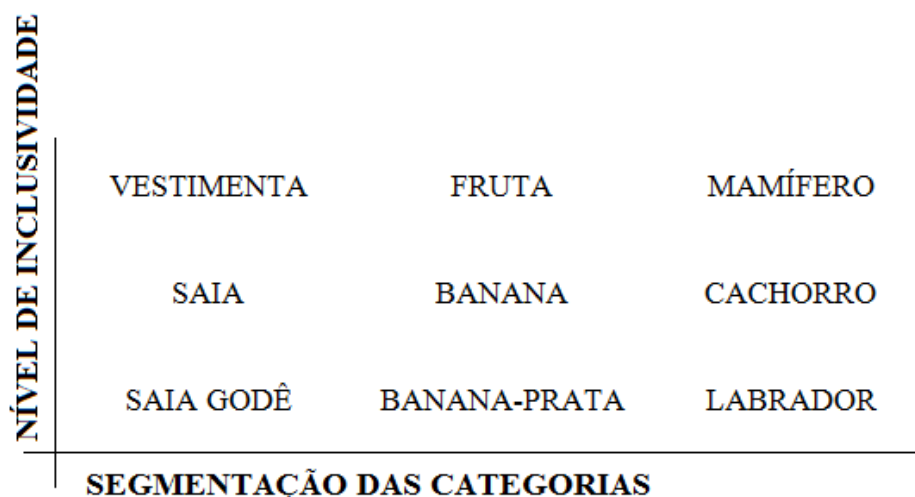 NÍVEL DE INCLUSIVIDADE
VESTIMENTA FRUTA MAMÍFERO
SAIA BANANA CACHORRO
SAIA GODÊ BANANA-PRATA LABRADOR
SEGMENTAÇÃO DAS CATEGORIAS